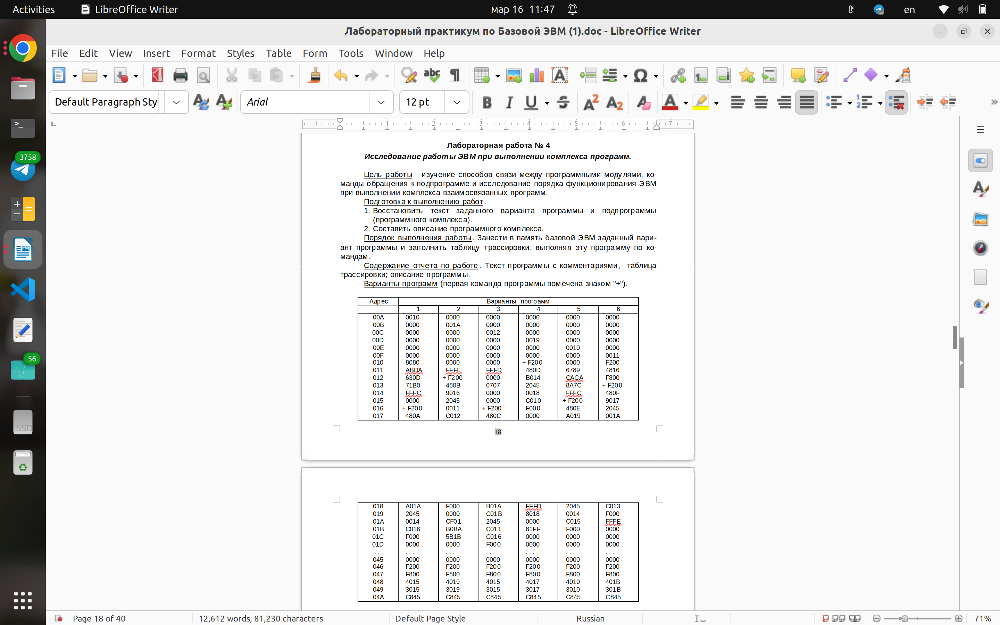 Activities LibreOffice Writer мар 16 11:47 58 en
Лабораторный практикум по Базовой ЭВМ (1).doc - LibreOffice Writer
File Edit View Insert Format Styles Table Form Tools Window Help
Default Paragraph Styl Arial 12 pt
1 2 3 4 5 6 7
3758
56
SSD
Лабораторная работа № 4
Исследование работы ЭВМ при выполнении комплекса программ.
Цель работы - изучение способов связи между программными модулями, ко-
манды обращения к подпрограмме и исследование порядка функционирования ЭВМ
при выполнении комплекса взаимосвязанных программ.
Подготовка к выполнению работ.
1. Восстановить текст заданного варианта программы и подпрограммы
(программного комплекса).
2. Составить описание программного комплекса.
Порядок выполнения работы. Занести в память базовой ЭВМ заданный вари-
ант программы и заполнить таблицу трассировки, выполняя эту программу по ко-
мандам.
Содержание отчета по работе. Текст программы с комментариями, таблица
трассировки; описание программы.
Варианты программ (первая команда программы помечена знаком "+").
Адрес Варианты программ
1 2 3 4 5 6
00A 0010 0000 0000 0000 0000 0000
00B 0000 001A 0000 0000 0000 0000
00C 0000 0000 0012 0000 0000 0000
00D 0000 0000 0000 0019 0000 0000
00E 0000 0000 0000 0000 0010 0000
00F 0000 0000 0000 0000 0000 0011
010 8080 0000 0000 + F200 0000 F200
011 ABDA FFFE FFFD 480D 6789 4816
012 630D + F200 0000 B014 CACA F800
013 71B0 480B 0707 2045 8A7C + F200
014 FFFC 9016 0000 0018 FFFC 480F
015 0000 2045 0000 C010 + F200 9017
016 + F200 0011 + F200 F000 480E 2045
017 480A C012 480C 0000 A019 001A
18
018 A01A F000 B01A FFFD 2045 C013
019 2045 0000 C01B 8018 0014 F000
01A 0014 CF01 2045 0000 C015 FFFE
01B C016 B0BA C011 81FF F000 0000
01C F000 5B1B C016 0000 0000 0000
01D 0000 0000 F000 0000 0000 0000
. . . . . . . . . . . . . . . . . . . . .
045 0000 0000 0000 0000 0000 0000
046 F200 F200 F200 F200 F200 F200
047 F800 F800 F800 F800 F800 F800
048 4015 4019 4015 4017 4010 401B
049 3015 3019 3015 3017 3010 301B
04A C845 C845 C845 C845 C845 C845
Page 18 of 40 12,612 words, 81,230 characters Default Page Style Russian 71%